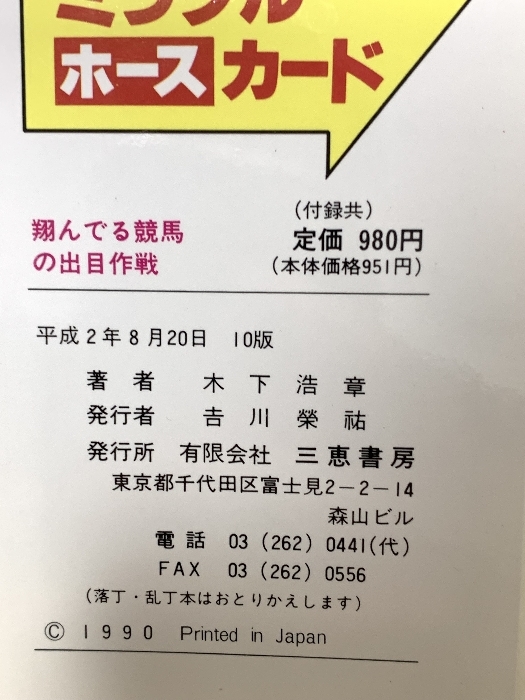 ミラクル
ホースカード
翔んでる競馬
の出目作戦
(付録共)
定価 980円
(本体価格951円)
平成2年8月20日 10版
著者 木下浩章
発行者 吉川榮祐
発行所 有限会社 三恵書房
東京都千代田区富士見2-2-14
森山ビル
電話 03(262)0441(代)
FAX 03(262)0556
(落丁・乱丁本はおとりかえします)
© 1990 Printed in Japan